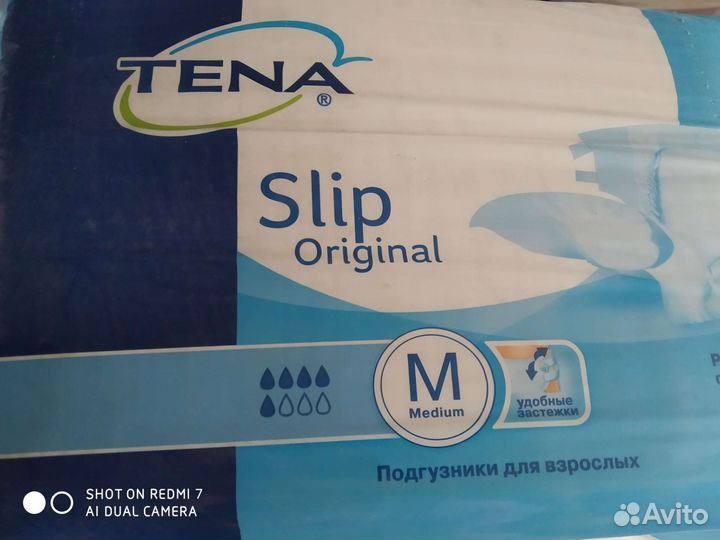 TENA
®
Slip
Original
M
Medium
удобные
застежки
Подгузники для взрослых
SHOT ON REDMI 7
AI DUAL CAMERA
Avito